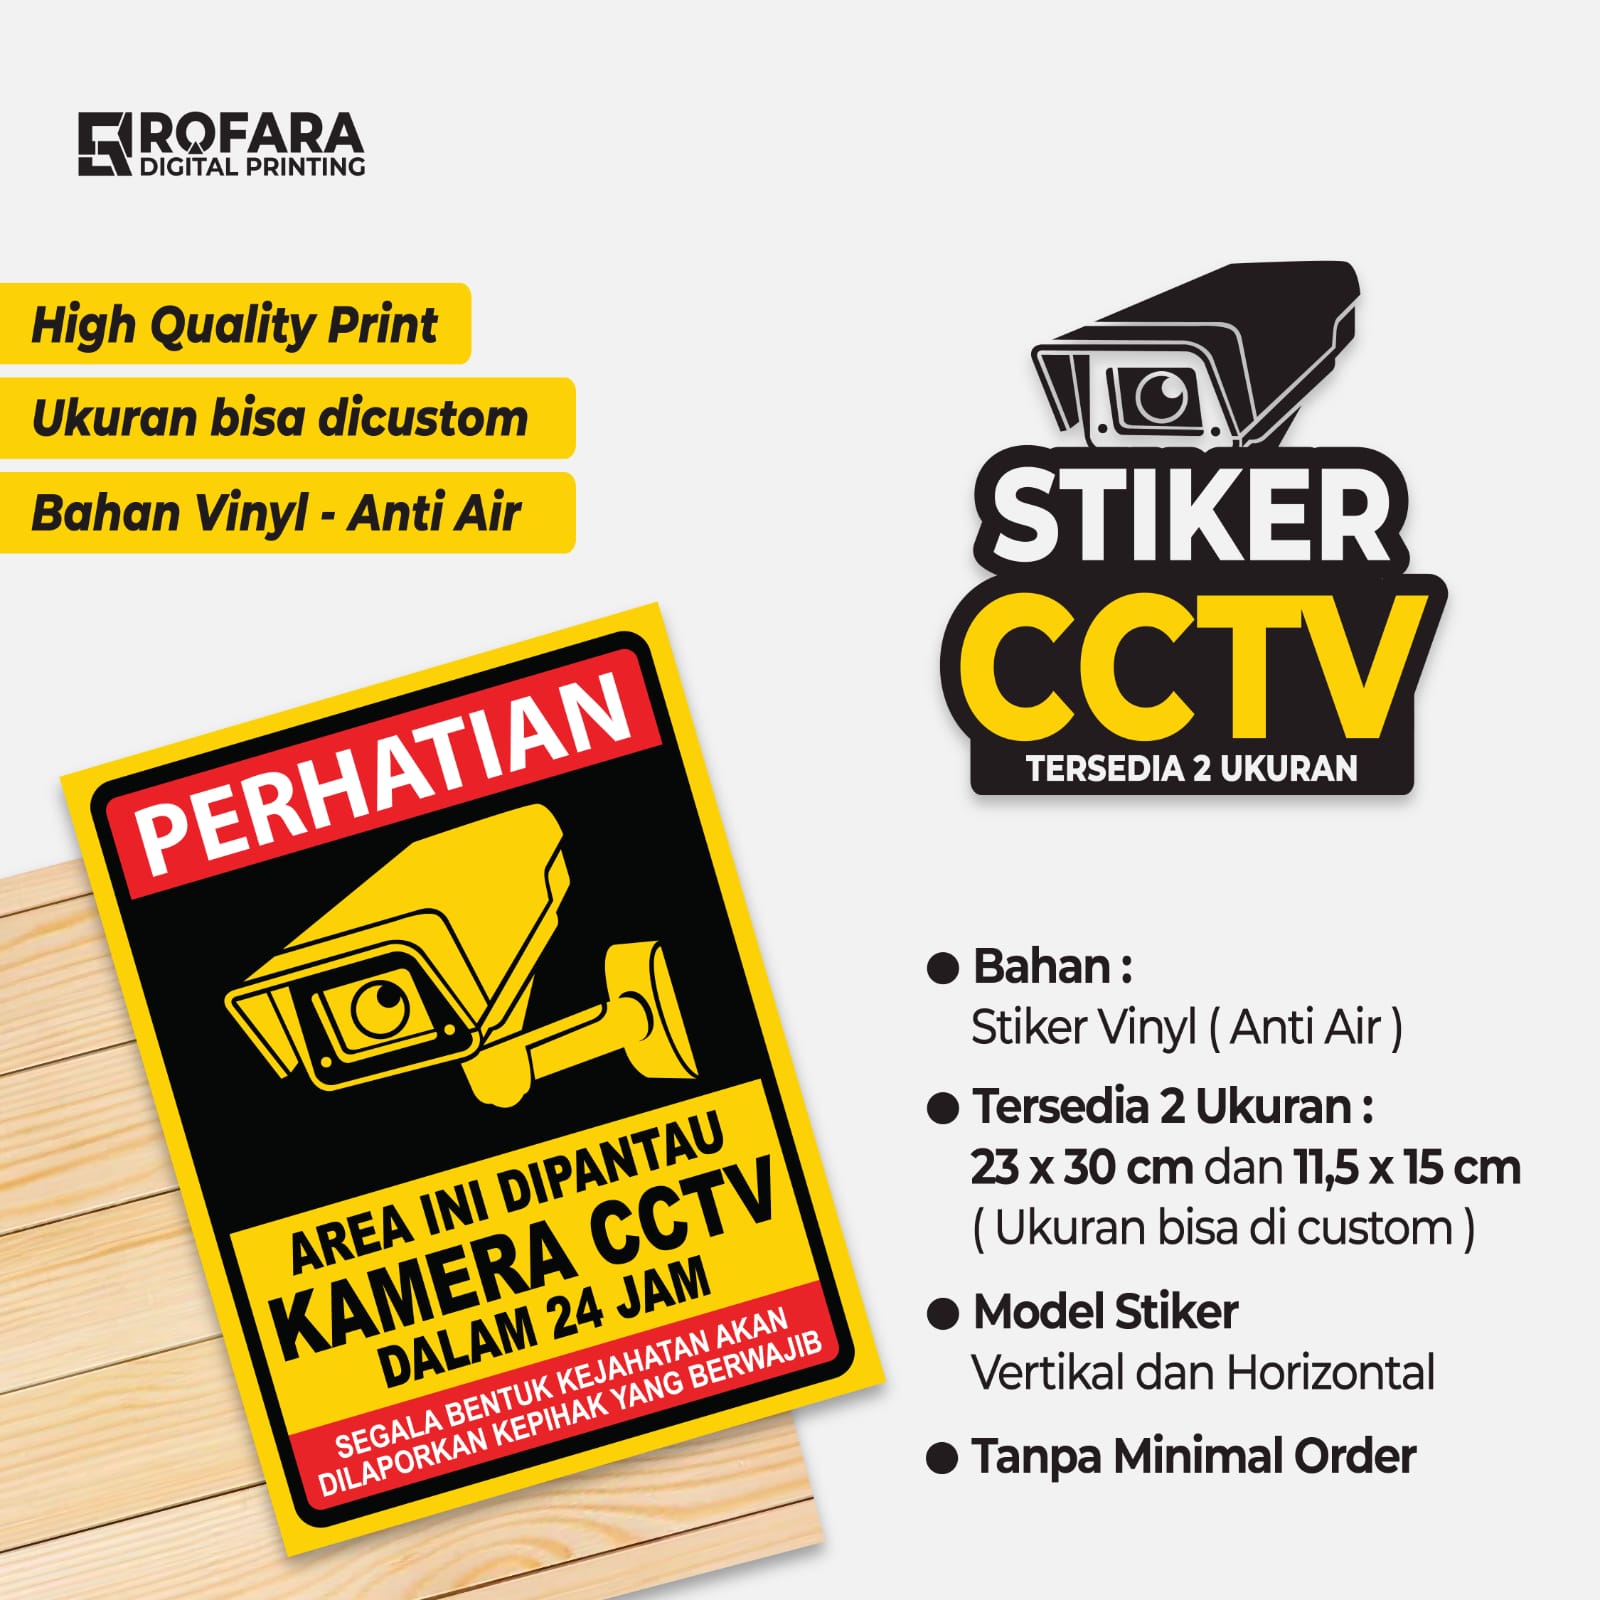 ROFARA
DIGITAL PRINTING
High Quality Print
Ukuran bisa dicustom
Bahan Vinyl - Anti Air
STIKER
CCTV
TERSEDIA 2 UKURAN
PERHATIAN
AREA INI DIPANTAU
KAMERA CCTV
DALAM 24 JAM
SEGALA BENTUK KEJAHATAN AKAN
DILAPORKAN KEPIHAK YANG BERWAJIB
● Bahan :
Stiker Vinyl ( Anti Air )
● Tersedia 2 Ukuran :
23 x 30 cm dan 11,5 x 15 cm
( Ukuran bisa di custom )
● Model Stiker
Vertikal dan Horizontal
● Tanpa Minimal Order